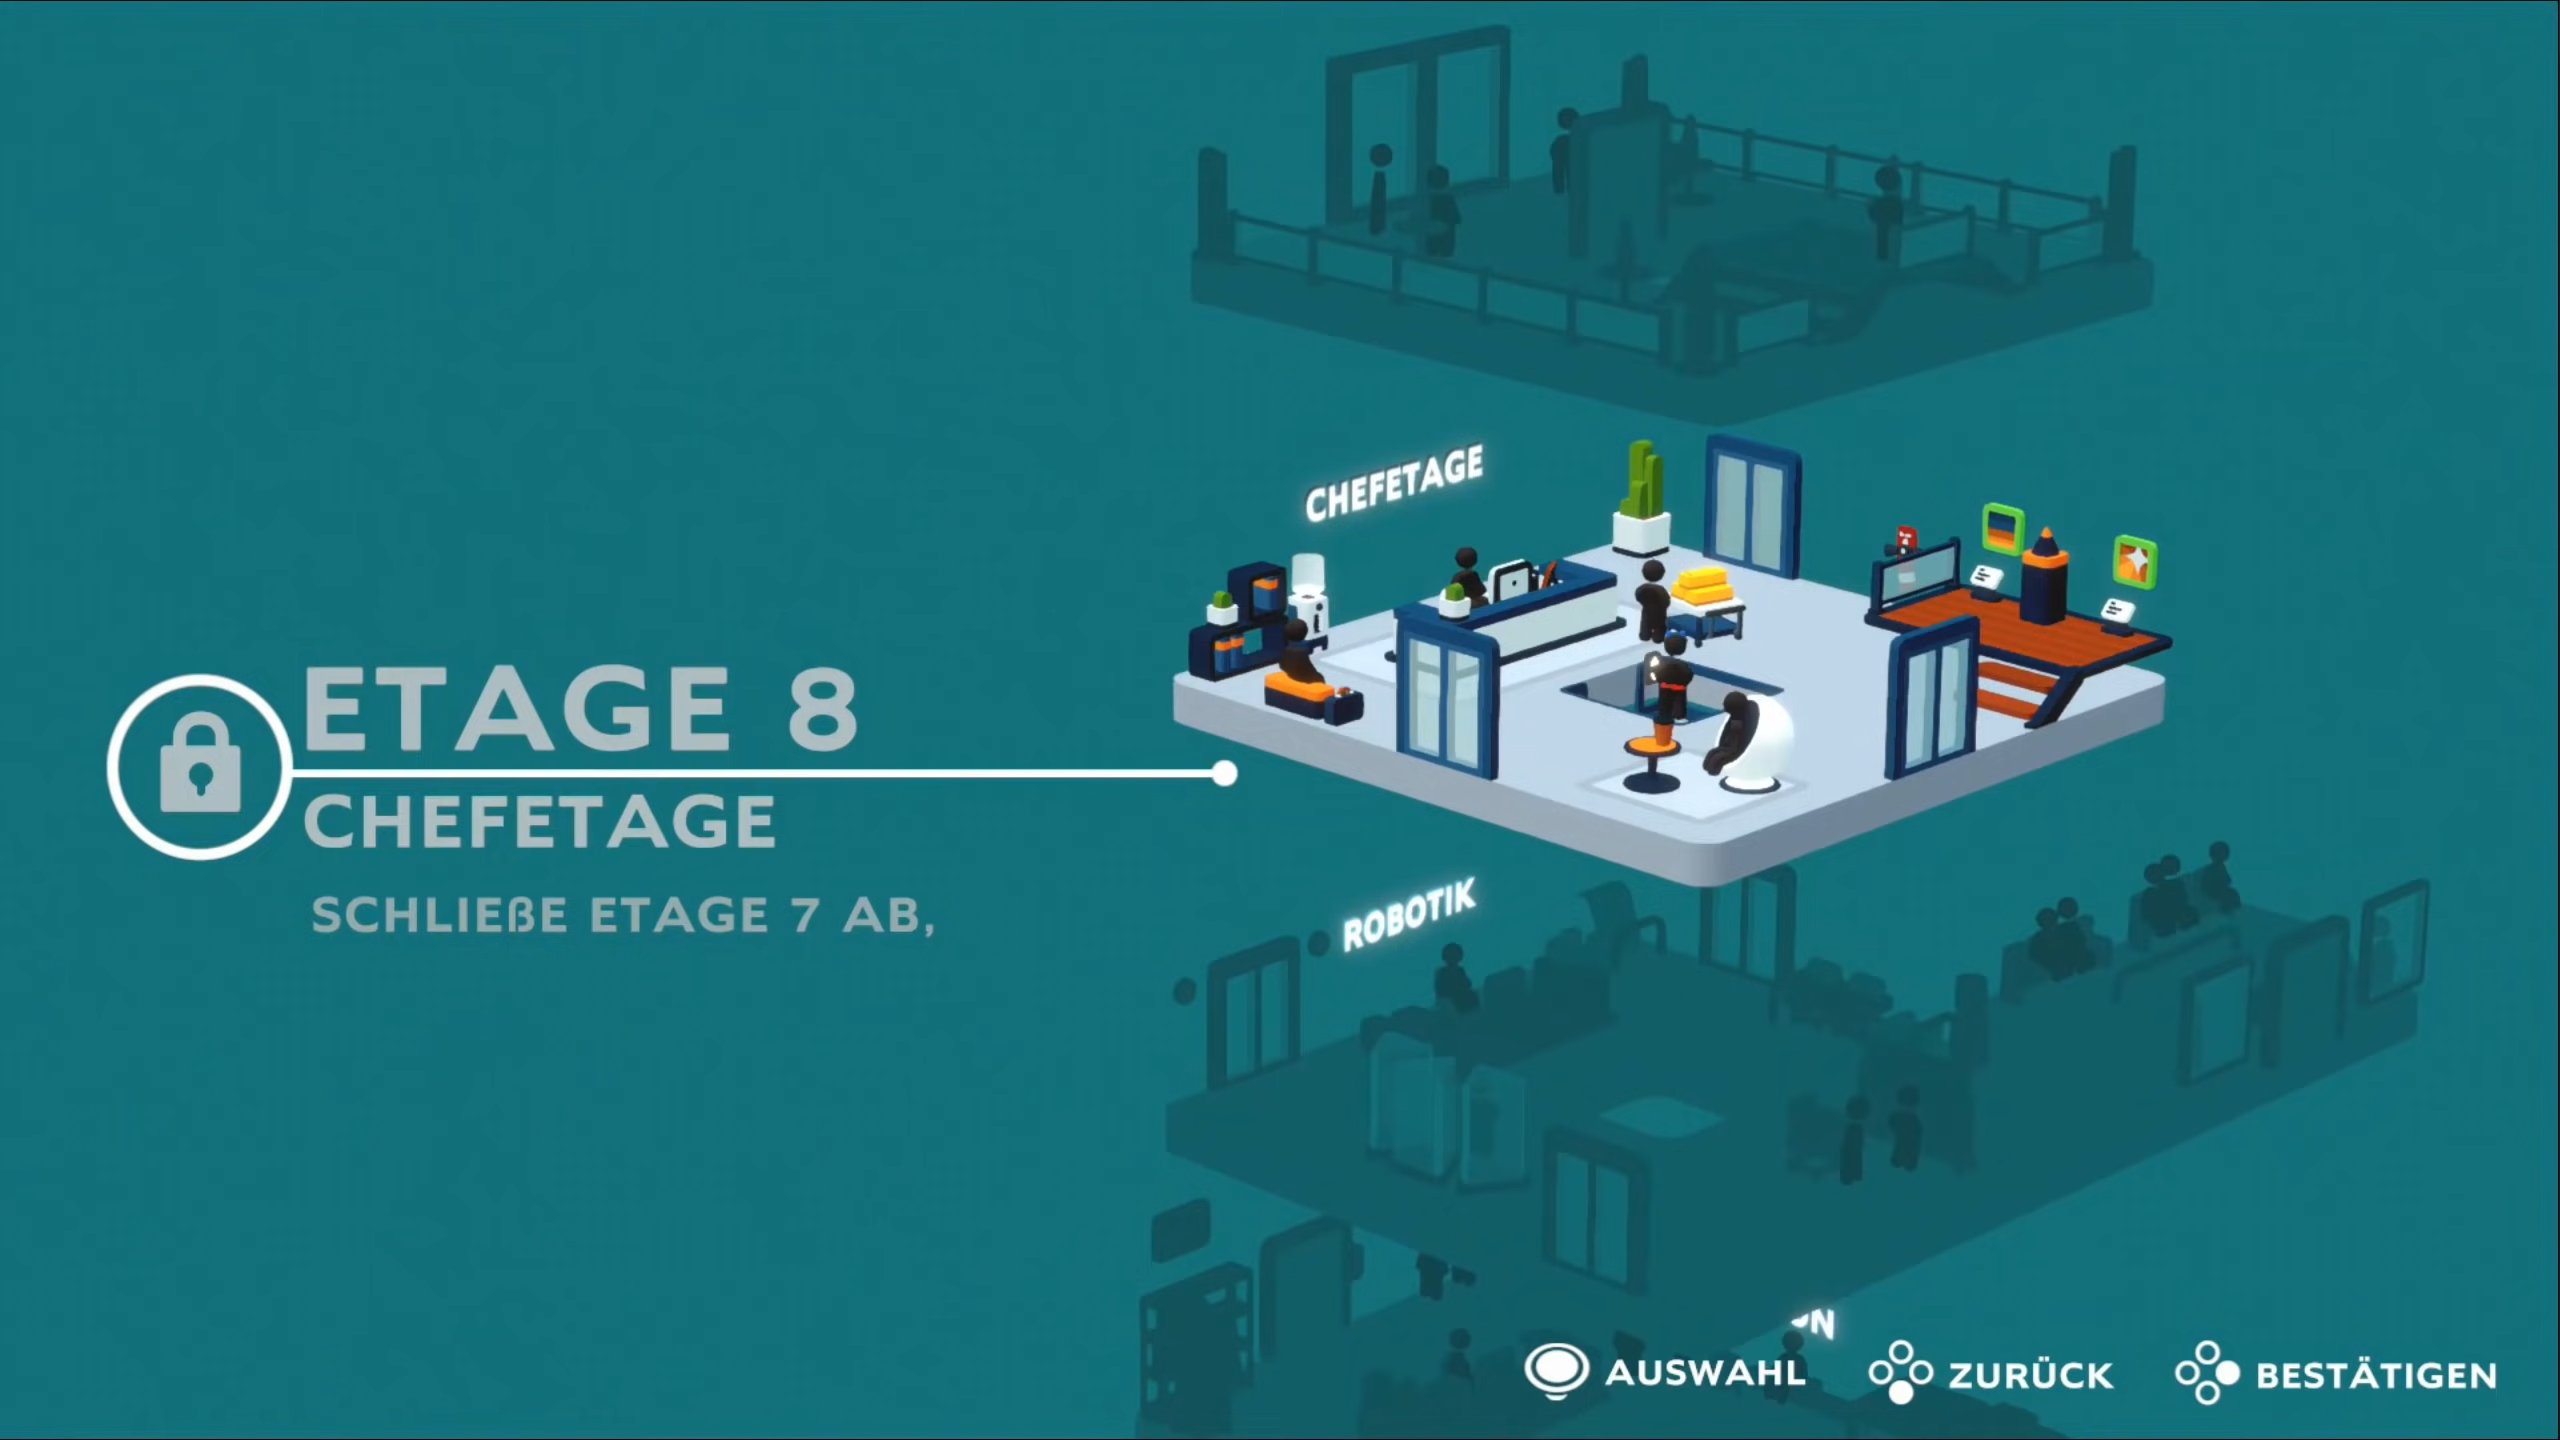 CHEFETAGE
ETAGE 8
CHEFETAGE
SCHLIEßE ETAGE 7 AB,
ROBOTIK
AUSWAHL
ZURÜCK
BESTÄTIGEN